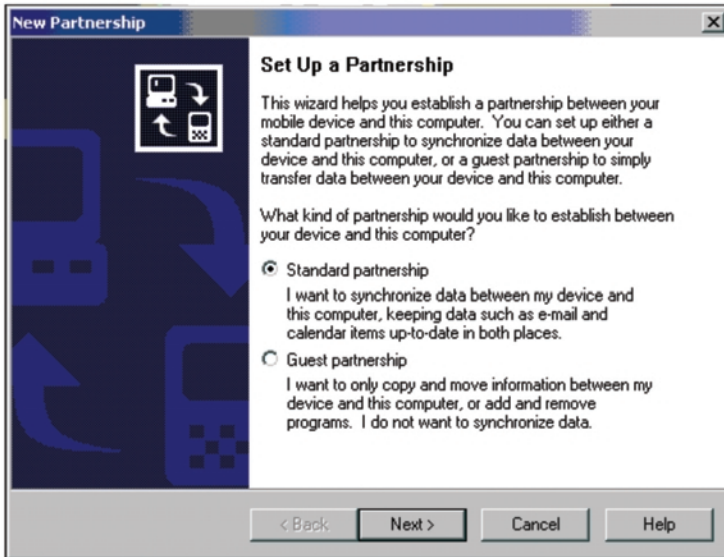 New Partnership
Set Up a Partnership
This wizard helps you establish a partnership between your
mobile device and this computer. You can set up either a
standard partnership to synchronize data between your
device and this computer, or a guest partnership to simply
transfer data between your device and this computer.
What kind of partnership would you like to establish between
your device and this computer?
Standard partnership
I want to synchronize data between my device and
this computer, keeping data such as e-mail and
calendar items up-to-date in both places.
Guest partnership
I want to only copy and move information between my
device and this computer, or add and remove
programs. I do not want to synchronize data.
< Back Next > Cancel Help